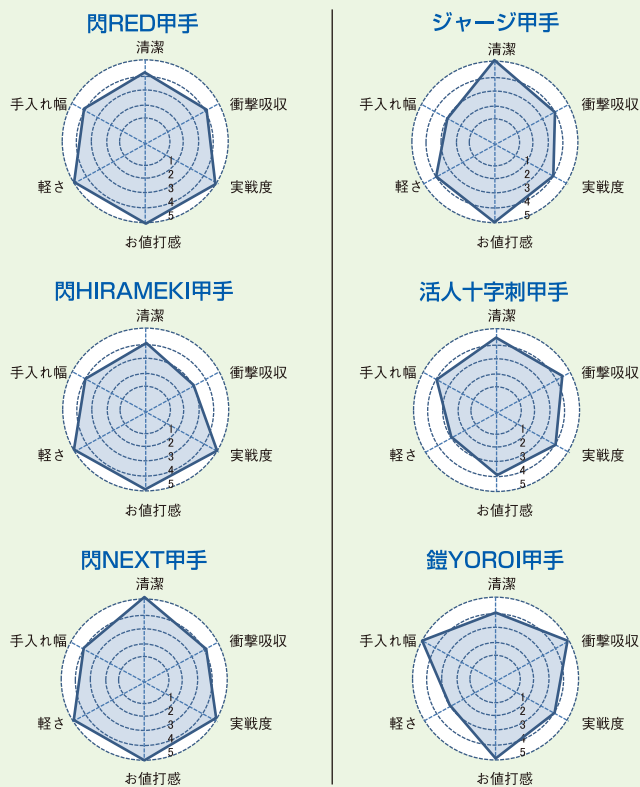 閃RED甲手
清潔
手入れ幅
衝撃吸収
1
2
3
4
5
軽さ
実戦度
お値打感
ジャージ甲手
清潔
手入れ幅
衝撃吸収
1
2
3
4
5
軽さ
実戦度
お値打感
閃HIRAMEKI甲手
清潔
手入れ幅
衝撃吸収
1
2
3
4
5
軽さ
実戦度
お値打感
活人十字刺甲手
清潔
手入れ幅
衝撃吸収
1
2
3
4
5
軽さ
実戦度
お値打感
閃NEXT甲手
清潔
手入れ幅
衝撃吸収
1
2
3
4
5
軽さ
実戦度
お値打感
鎧YOROI甲手
清潔
手入れ幅
衝撃吸収
1
2
3
4
5
軽さ
実戦度
お値打感